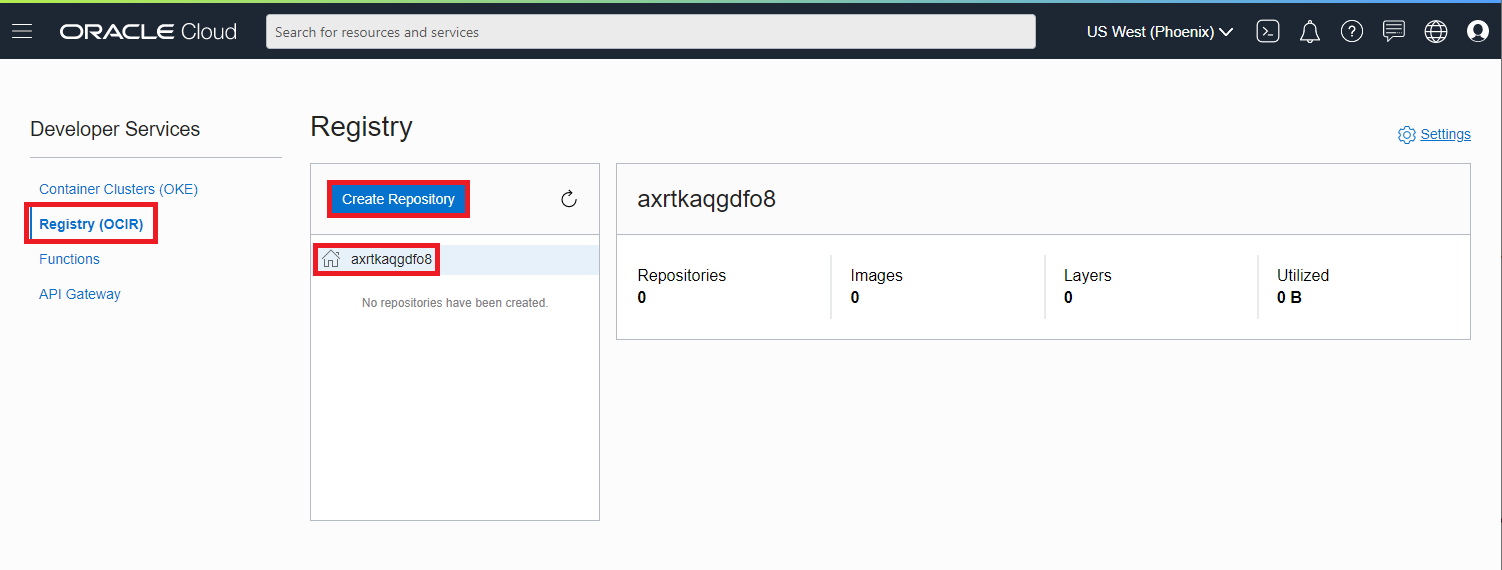 ORACLE Cloud
Search for resources and services
US West (Phoenix)
Developer Services
Container Clusters (OKE)
Registry (OCIR)
Functions
API Gateway
Registry
Settings
Create Repository
axrtkaqgdfo8
No repositories have been created.
axrtkaqgdfo8
Repositories
0
Images
0
Layers
0
Utilized
0 B